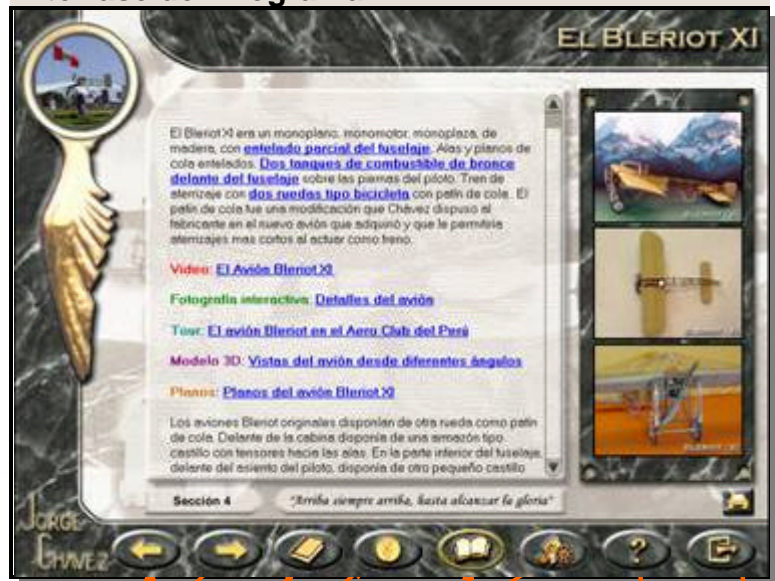 EL BLERIOT XI
El Bleriot XI era un monoplano, monomotor, monoplaza, de
madera, con entelado parcial del fuselaje. Alas y planos de
cola entelados. Dos tanques de combustible de bronce
delante del fuselaje sobre las piernas del piloto. Tren de
aterrizaje con dos ruedas tipo bicicleta con patín de cola. El
patín de cola fue una modificación que Chávez dispuso al
fabricante en el nuevo avión que adquirió y que le permitiría
aterrizajes mas cortos al actuar como freno.
Video: El Avión Bleriot XI
Fotografía interactiva: Detalles del avión
Tour: El avión Bleriot en el Aero Club del Perú
Modelo 3D: Vistas del avión desde diferentes ángulos
Planos: Planos del avión Bleriot XI
Los aviones Bleriot originales disponían de otra rueda como patín
de cola. Delante de la cabina disponía de una armazón tipo
castillo con tensores hacia las alas. En la parte inferior del fuselaje,
delante del asiento del piloto, disponía de otro pequeño castillo
Sección 4
"Arriba siempre arriba, hasta alcanzar la gloria"
JORGE
CHAVEZ